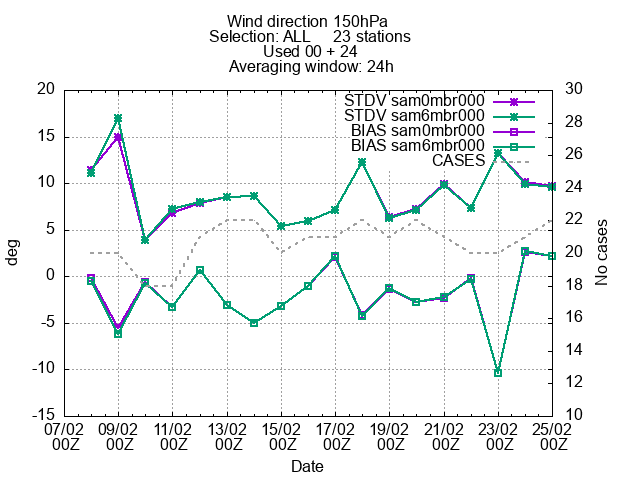 Wind direction 150hPa
Selection: ALL 23 stations
Used 00 + 24
Averaging window: 24h
STDV sam0mbr000
STDV sam6mbr000
BIAS sam0mbr000
BIAS sam6mbr000
CASES
20
15
10
5
0
-5
-10
-15
deg
30
28
26
24
22
20
18
16
14
12
10
No cases
07/02 09/02 11/02 13/02 15/02 17/02 19/02 21/02 23/02 25/02
00Z 00Z 00Z 00Z 00Z 00Z 00Z 00Z 00Z 00Z
Date